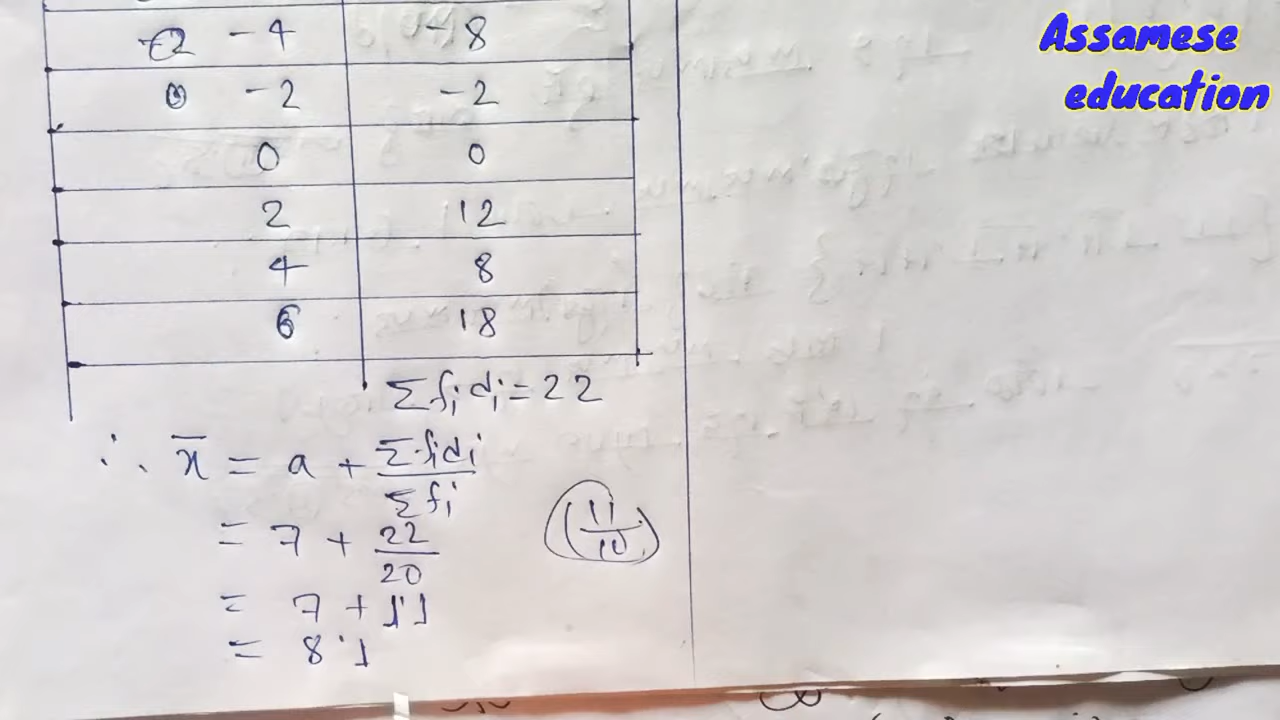 Assamese
education
-4 -8
0 -2 -2
0 0
2 12
4 8
6 18
Σfidi=22
∴ x̄ = a + Σfidi/Σfi
= 7 + 22/20
(11/10)
= 7 + 1.1
= 8.1